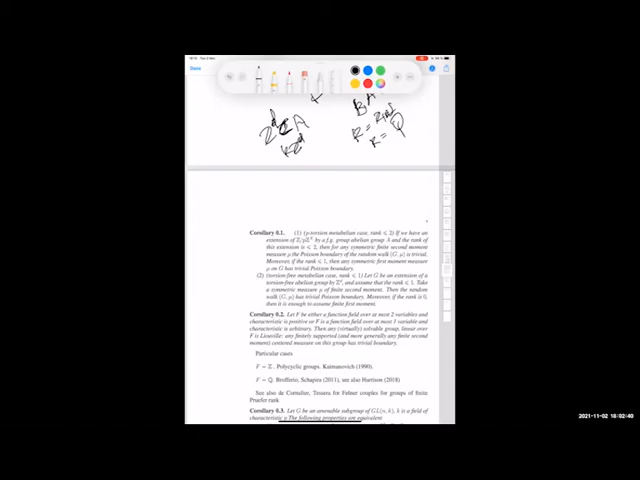 Done
Z^d A
B A
R = Q
Corollary 0.1. (1) (p-torsion metabelian case, rank ⩽ 2) If we have an
extension of Z/pZ^k by a f.g. group abelian group A and the rank of
this extension is ⩽ 2, then for any symmetric finite second moment
measure μ the Poisson boundary of the random walk (G, μ) is trivial.
Moreover, if the rank ⩽ 1, then any symmetric first moment measure
μ on G has trivial Poisson boundary.
(2) (torsion-free metabelian case, rank ⩽ 1) Let G be an extension of a
torsion-free abelian group by Z^d, and assume that the rank ⩽ 1. Take
a symmetric measure μ of finite second moment. Then the random
walk (G, μ) has trivial Poisson boundary. Moreover, if the rank is 0,
then it is enough to assume finite first moment.
Corollary 0.2. Let F be either a function field over at most 2 variables and
characteristic is positive or F is a function field over at most 1 variable and
characteristic is arbitrary. Then any (virtually) solvable group, linear over
F is Liouville: any finitely supported (and more generally any finite second
moment) centered measure on this group has trivial boundary.
Particular cases
F = Z. Polycyclic groups. Kaimanovich (1990).
F = Q. Brofferio, Schapira (2011), see also
(2018)
See also de Cornulier, Tessera for Følner couples for groups of finite
Pruefer rank
Corollary 0.3. Let G be an amenable subgroup of GL(n, k), k is a field of
characteristic The following properties are equivalent
2021-11-02 18:02:40